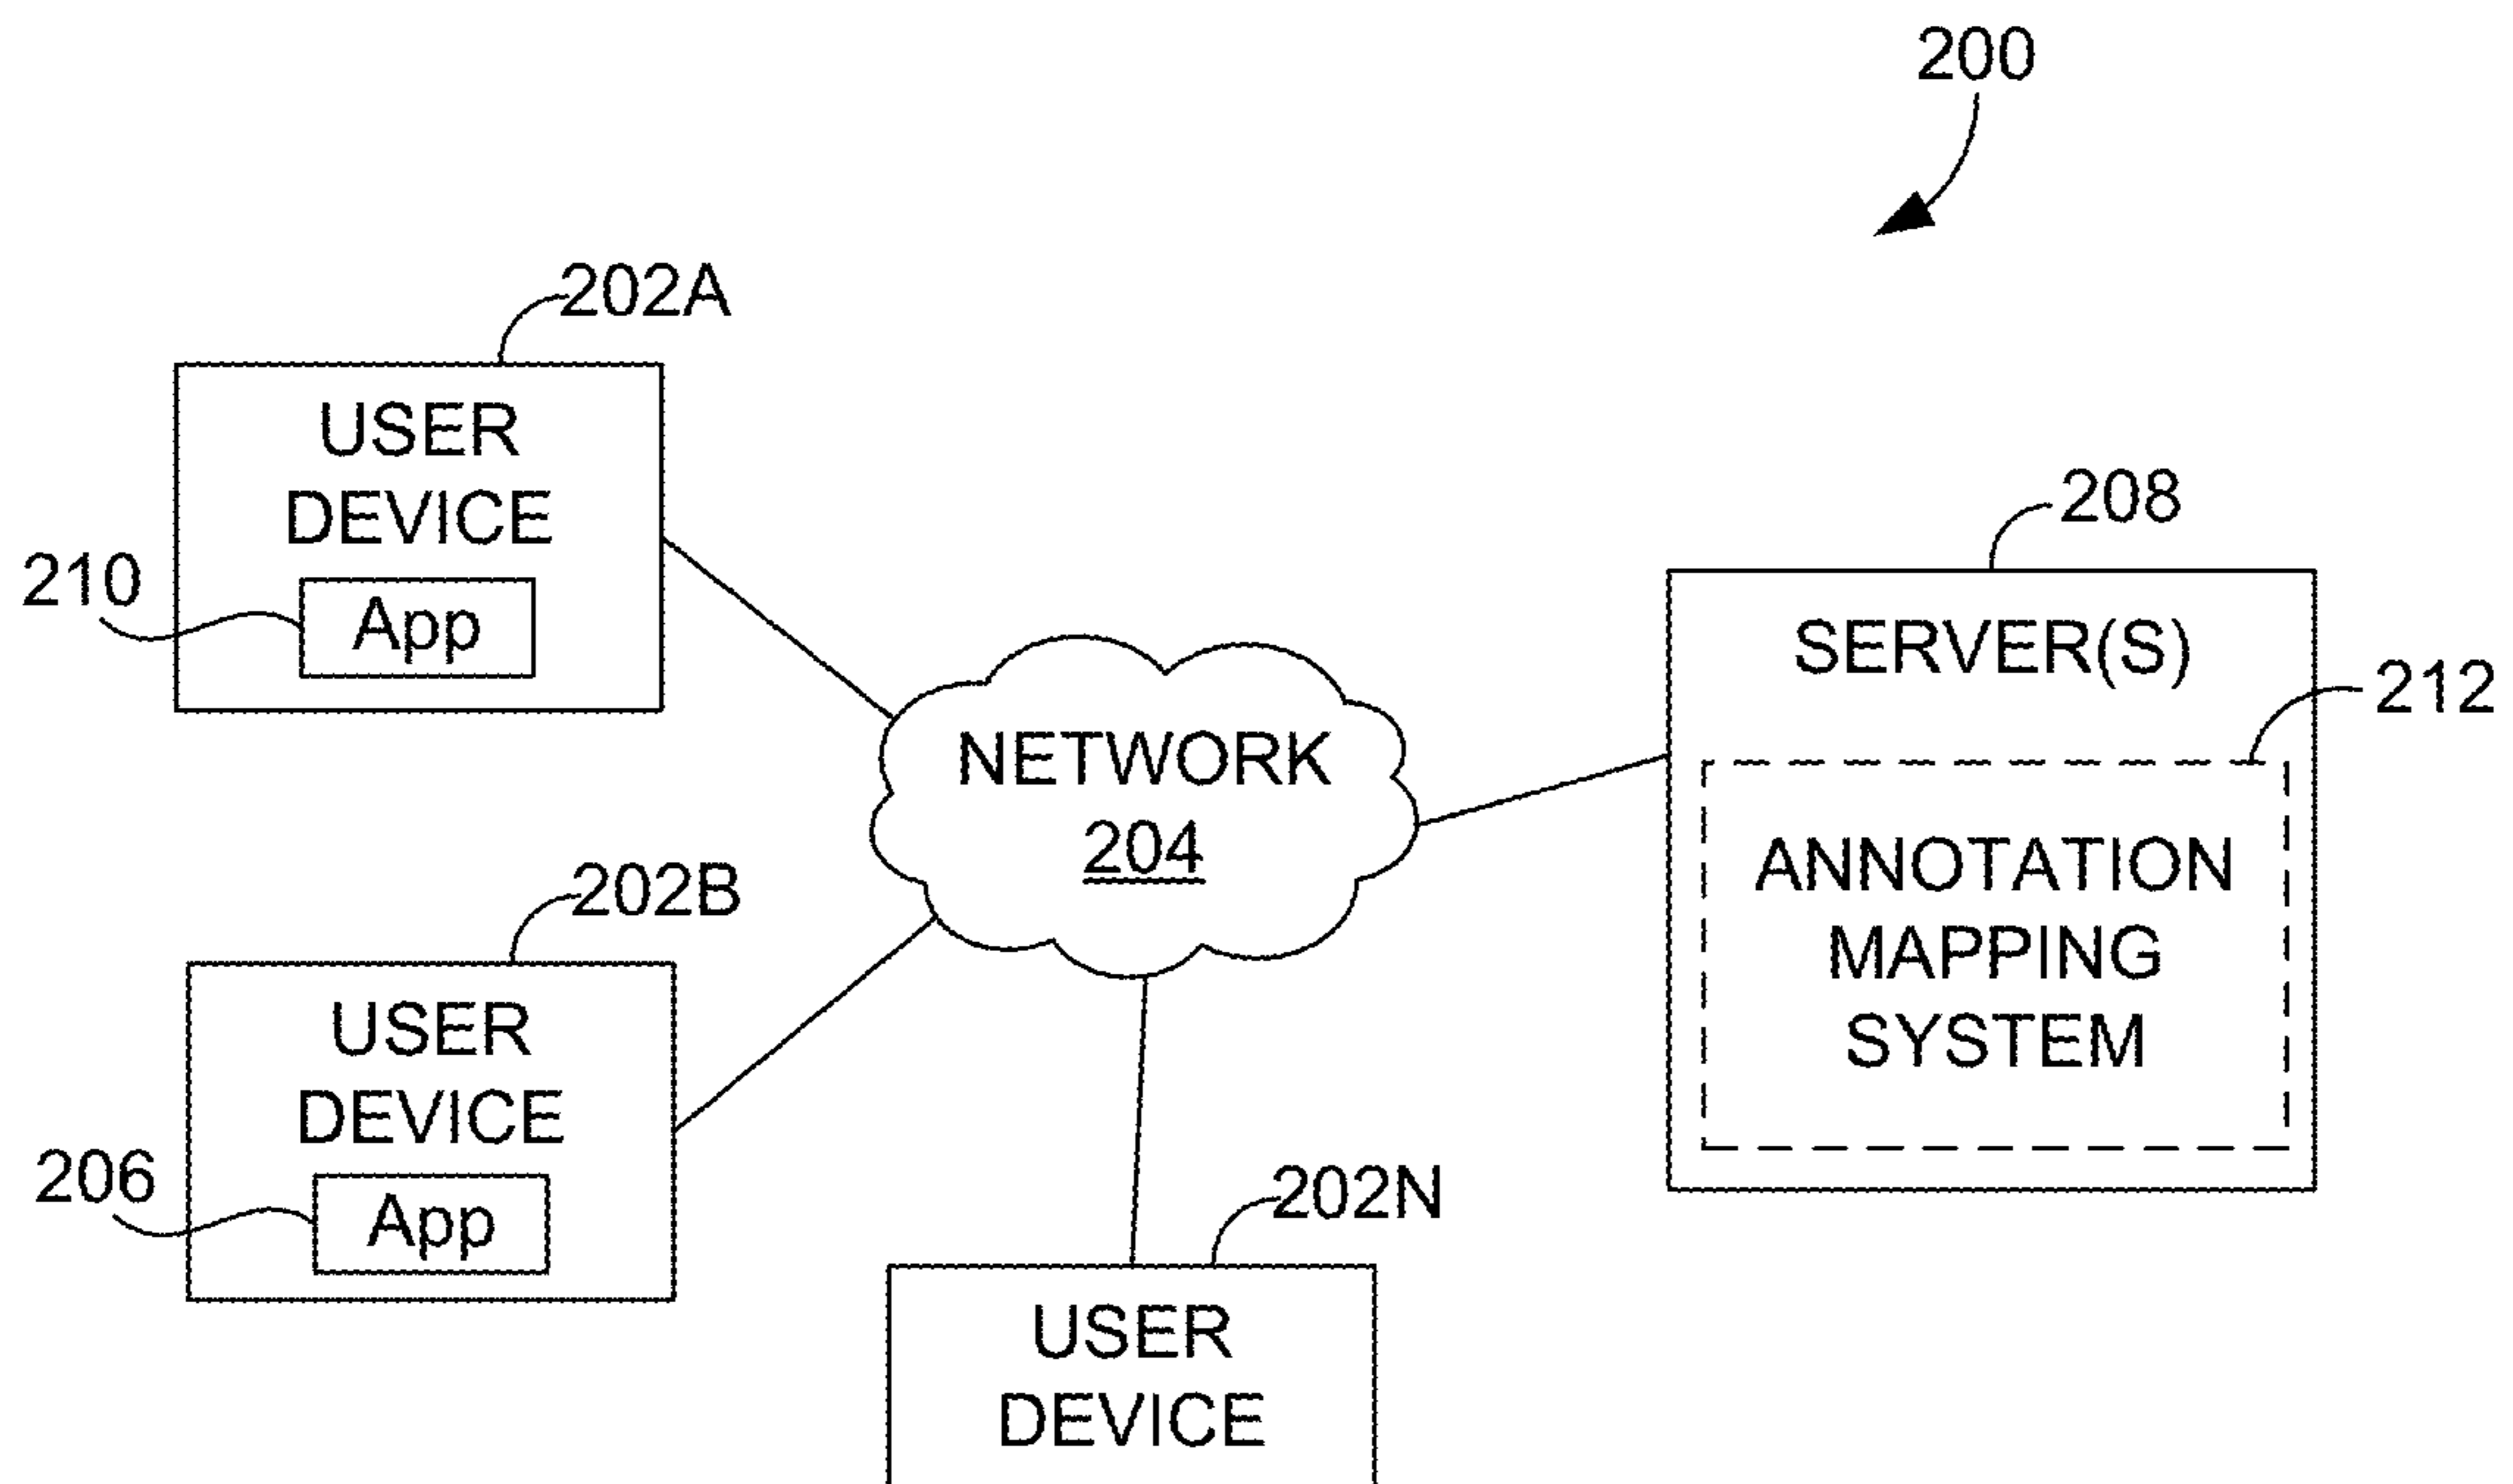 200
202A
USER
DEVICE
210
App
208
SERVER(S)
212
NETWORK
204
ANNOTATION
MAPPING
SYSTEM
202B
USER
DEVICE
206
App
202N
USER
DEVICE